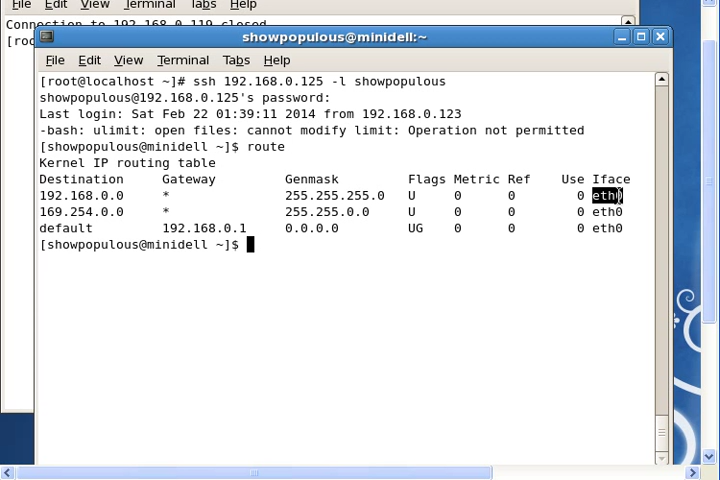 File Edit View Terminal Tabs Help
Connection to 192.168.0.119 closed
[roo
showpopulous@minidell:~
File Edit View Terminal Tabs Help
[root@localhost ~]# ssh 192.168.0.125 -l showpopulous
showpopulous@192.168.0.125's password:
Last login: Sat Feb 22 01:39:11 2014 from 192.168.0.123
-bash: ulimit: open files: cannot modify limit: Operation not permitted
[showpopulous@minidell ~]$ route
Kernel IP routing table
Destination Gateway Genmask Flags Metric Ref Use Iface
192.168.0.0 * 255.255.255.0 U 0 0 0 eth0
169.254.0.0 * 255.255.0.0 U 0 0 0 eth0
default 192.168.0.1 0.0.0.0 UG 0 0 0 eth0
[showpopulous@minidell ~]$